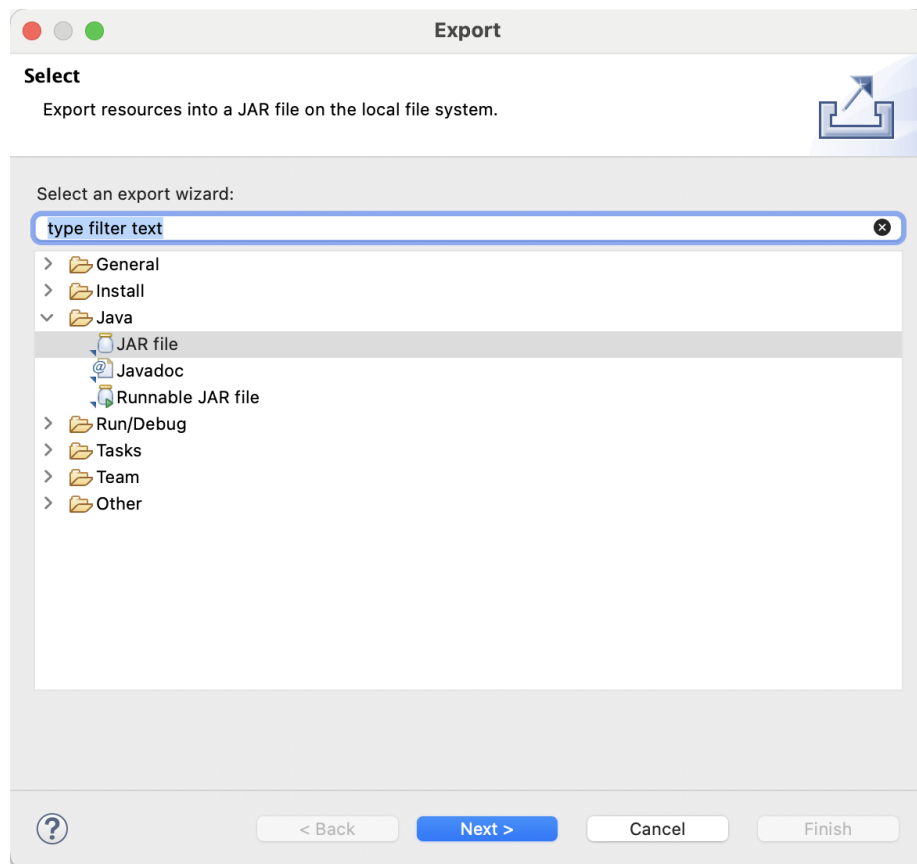 Export
Select
Export resources into a JAR file on the local file system.
Select an export wizard:
type filter text
General
Install
Java
JAR file
@ Javadoc
Runnable JAR file
Run/Debug
Tasks
Team
Other
? < Back Next > Cancel Finish